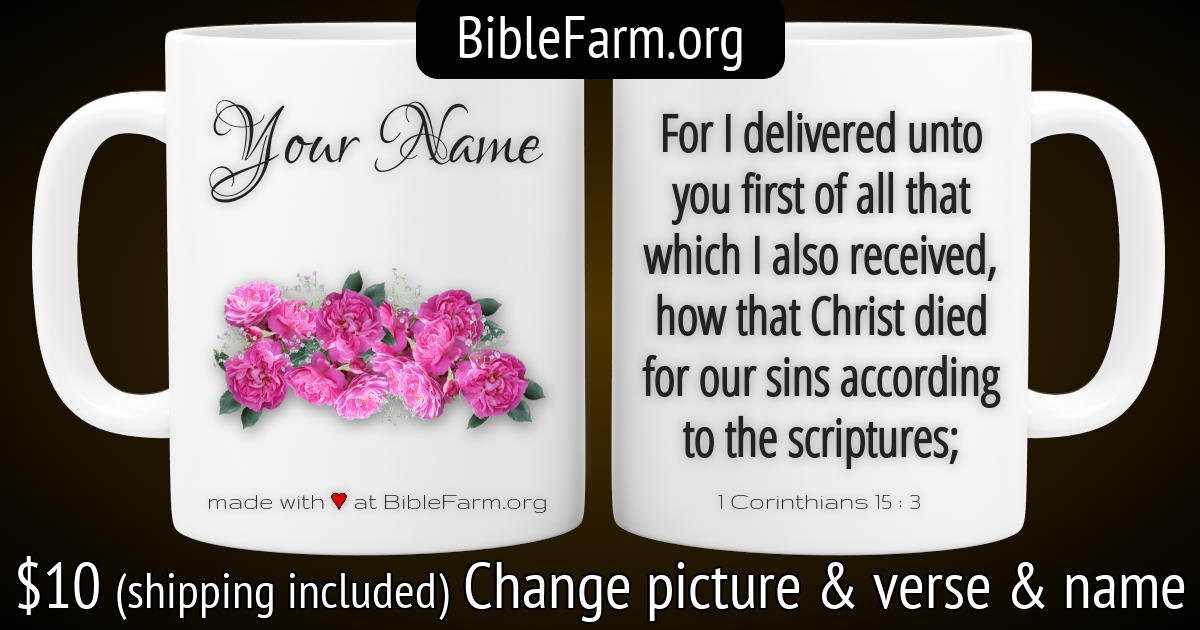 BibleFarm.org
Your Name
made with ♥ at BibleFarm.org
For I delivered unto
you first of all that
which I also received,
how that Christ died
for our sins according
to the scriptures;
1 Corinthians 15 : 3
$10 (shipping included) Change picture & verse & name